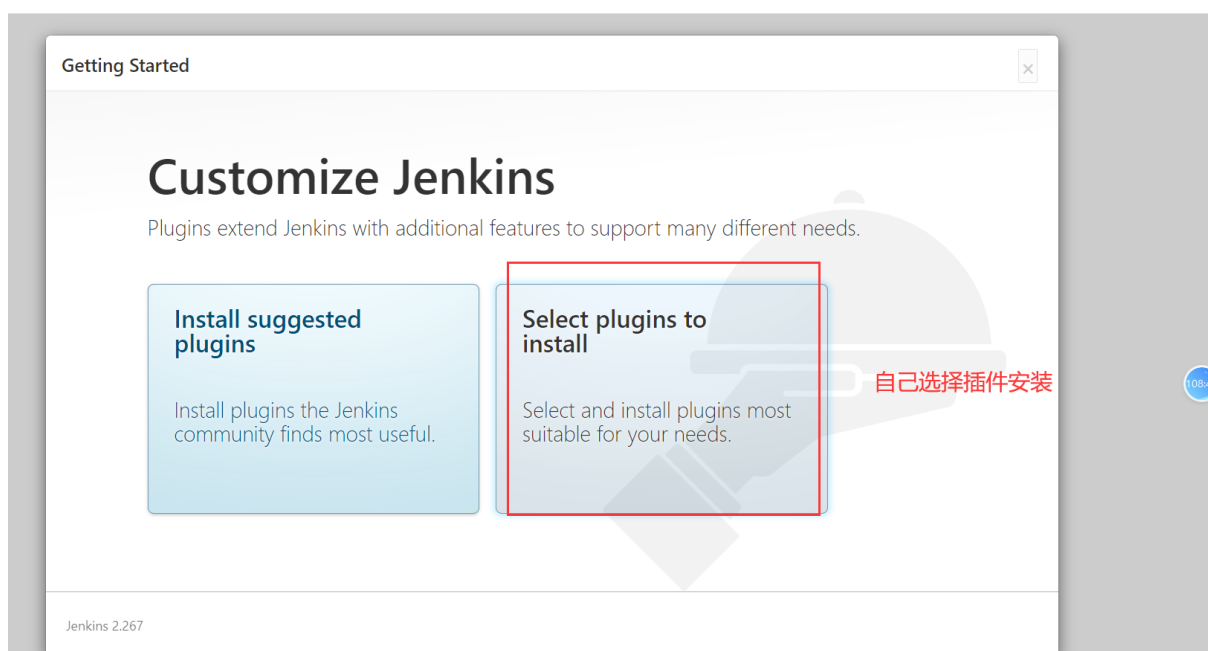 Getting Started
×
Customize Jenkins
Plugins extend Jenkins with additional features to support many different needs.
Install suggested
plugins
Install plugins the Jenkins
community finds most useful.
Select plugins to
install
Select and install plugins most
suitable for your needs.
自己选择插件安装
Jenkins 2.267